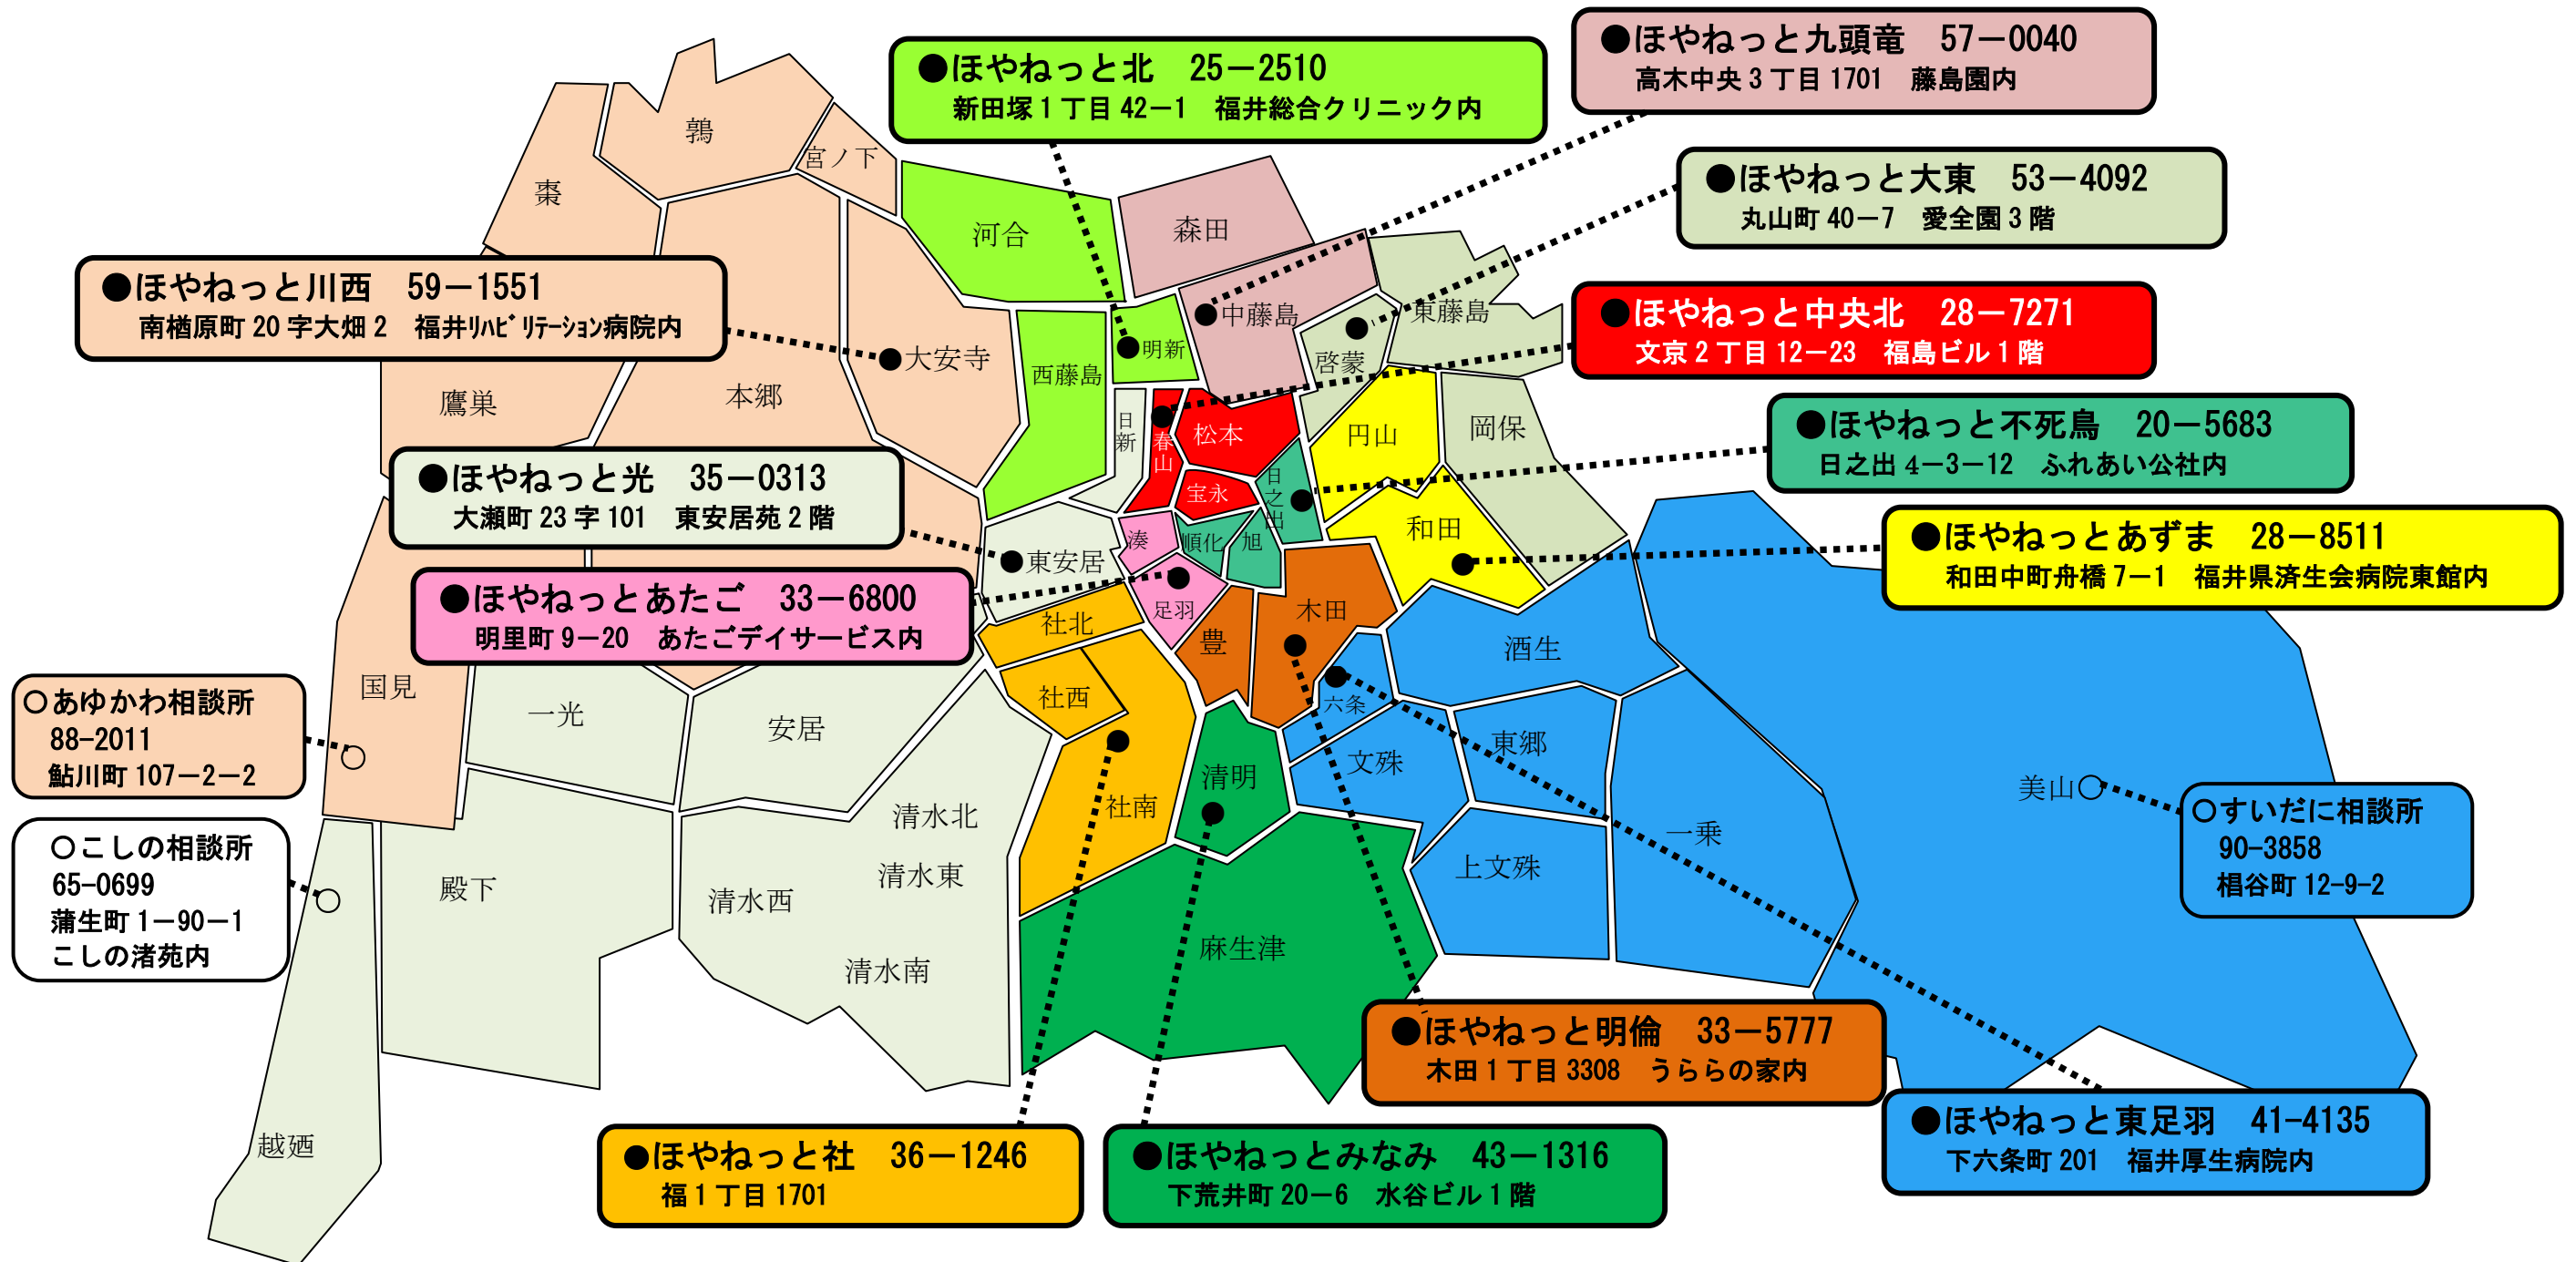 ●ほやねっと北　25－2510
新田塚1丁目42－1　福井総合クリニック内
●ほやねっと九頭竜　57－0040
高木中央3丁目1701　藤島園内
●ほやねっと大東　53－4092
丸山町40－7　愛全園3階
●ほやねっと川西　59－1551
南楢原町20字大畑2　福井ﾘﾊﾋﾞﾘﾃｰｼｮﾝ病院内
●ほやねっと中央北　28－7271
文京2丁目12－23　福島ビル1階
●ほやねっと不死鳥　20－5683
日之出4－3－12　ふれあい公社内
●ほやねっと光　35－0313
大瀬町23字101　東安居苑2階
●ほやねっとあずま　28－8511
和田中町舟橋7－1　福井県済生会病院東館内
●ほやねっとあたご　33－6800
明里町9－20　あたごデイサービス内
○あゆかわ相談所
88-2011
鮎川町107－2－2
○こしの相談所
65-0699
蒲生町1－90－1
こしの渚苑内
○すいだに相談所
90-3858
椙谷町12-9-2
●ほやねっと明倫　33－5777
木田1丁目3308　うららの家内
●ほやねっと東足羽　41-4135
下六条町201　福井厚生病院内
●ほやねっと社　36－1246
福1丁目1701
●ほやねっとみなみ　43－1316
下荒井町20－6　水谷ビル1階
鶉
宮ノ下
棗
河合
森田
中藤島
東藤島
明新
大安寺
西藤島
啓蒙
本郷
鷹巣
日新
春山
松本
円山
岡保
宝永
日之出
和田
湊
順化
旭
東安居
足羽
木田
社北
豊
酒生
国見
一光
安居
社西
六条
東郷
文殊
清明
美山
社南
清水北
一乗
上文殊
清水東
殿下
清水西
麻生津
清水南
越廼